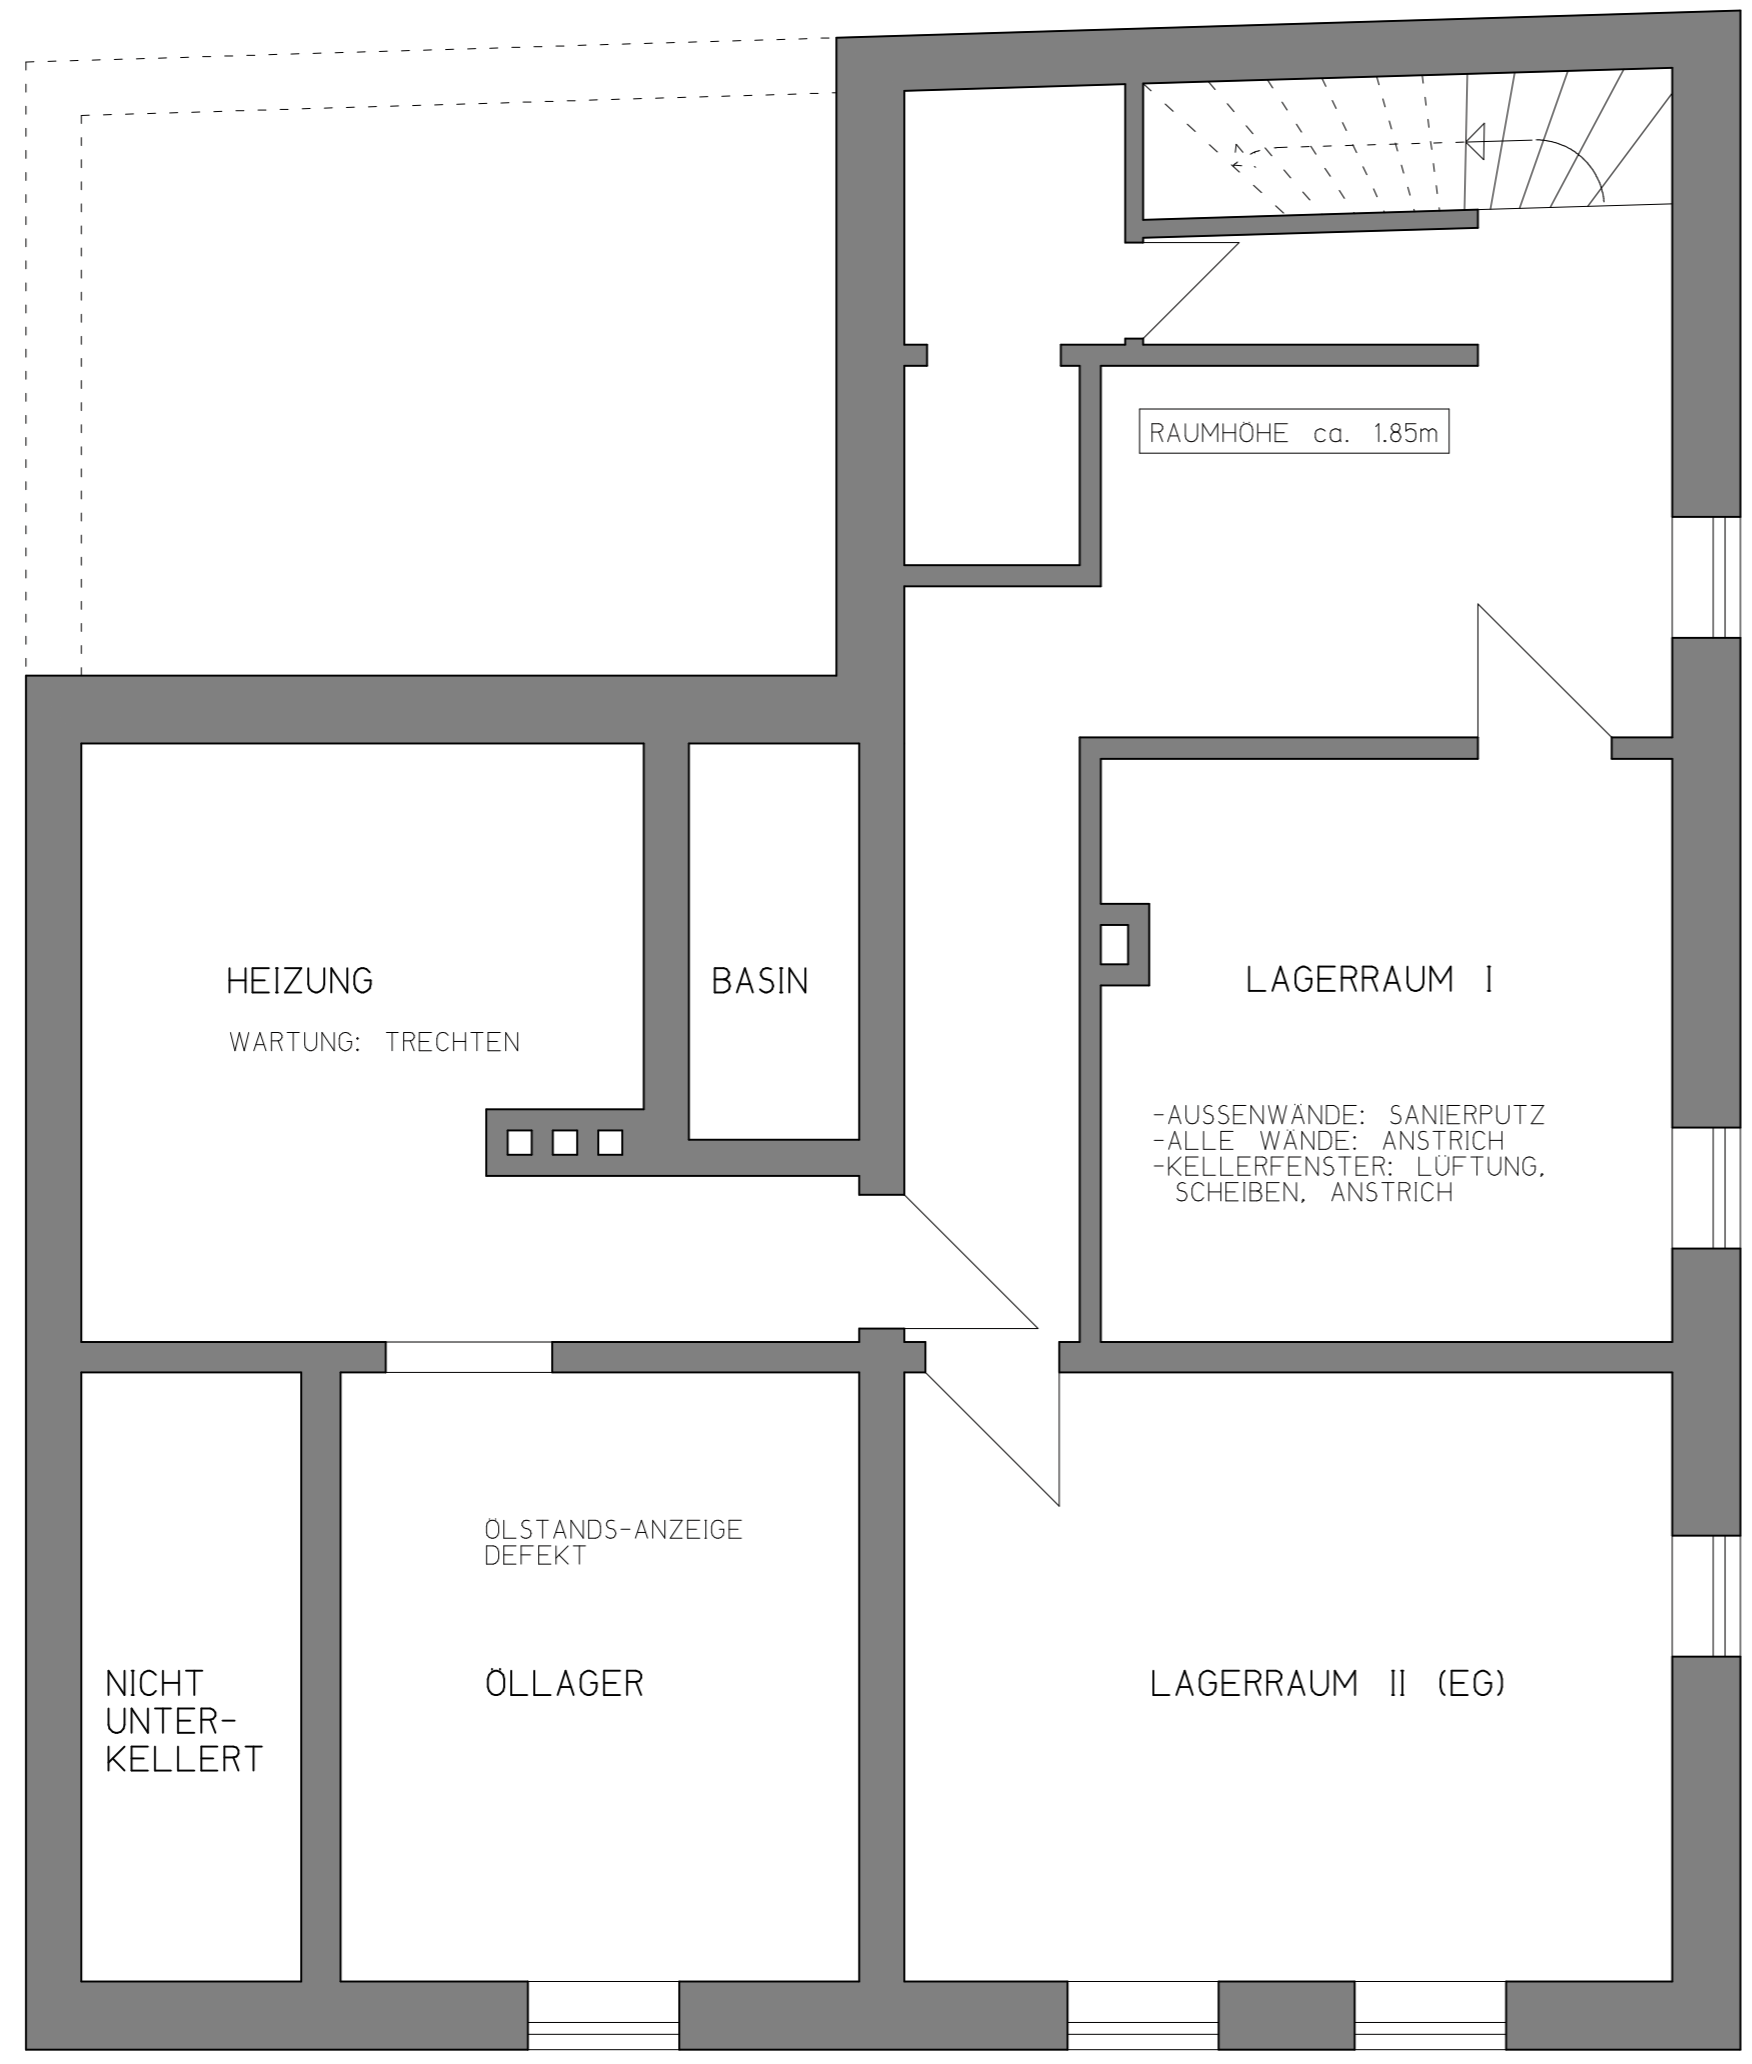 RAUMHÖHE ca. 1.85m
HEIZUNG
WARTUNG: TRECHTEN
BASIN
LAGERRAUM I
-AUSSENWÄNDE: SANIERPUTZ
-ALLE WÄNDE: ANSTRICH
-KELLERFENSTER: LÜFTUNG,
SCHEIBEN, ANSTRICH
ÖLSTANDS-ANZEIGE
DEFEKT
NICHT
UNTER-
KELLERT
ÖLLAGER
LAGERRAUM II (EG)